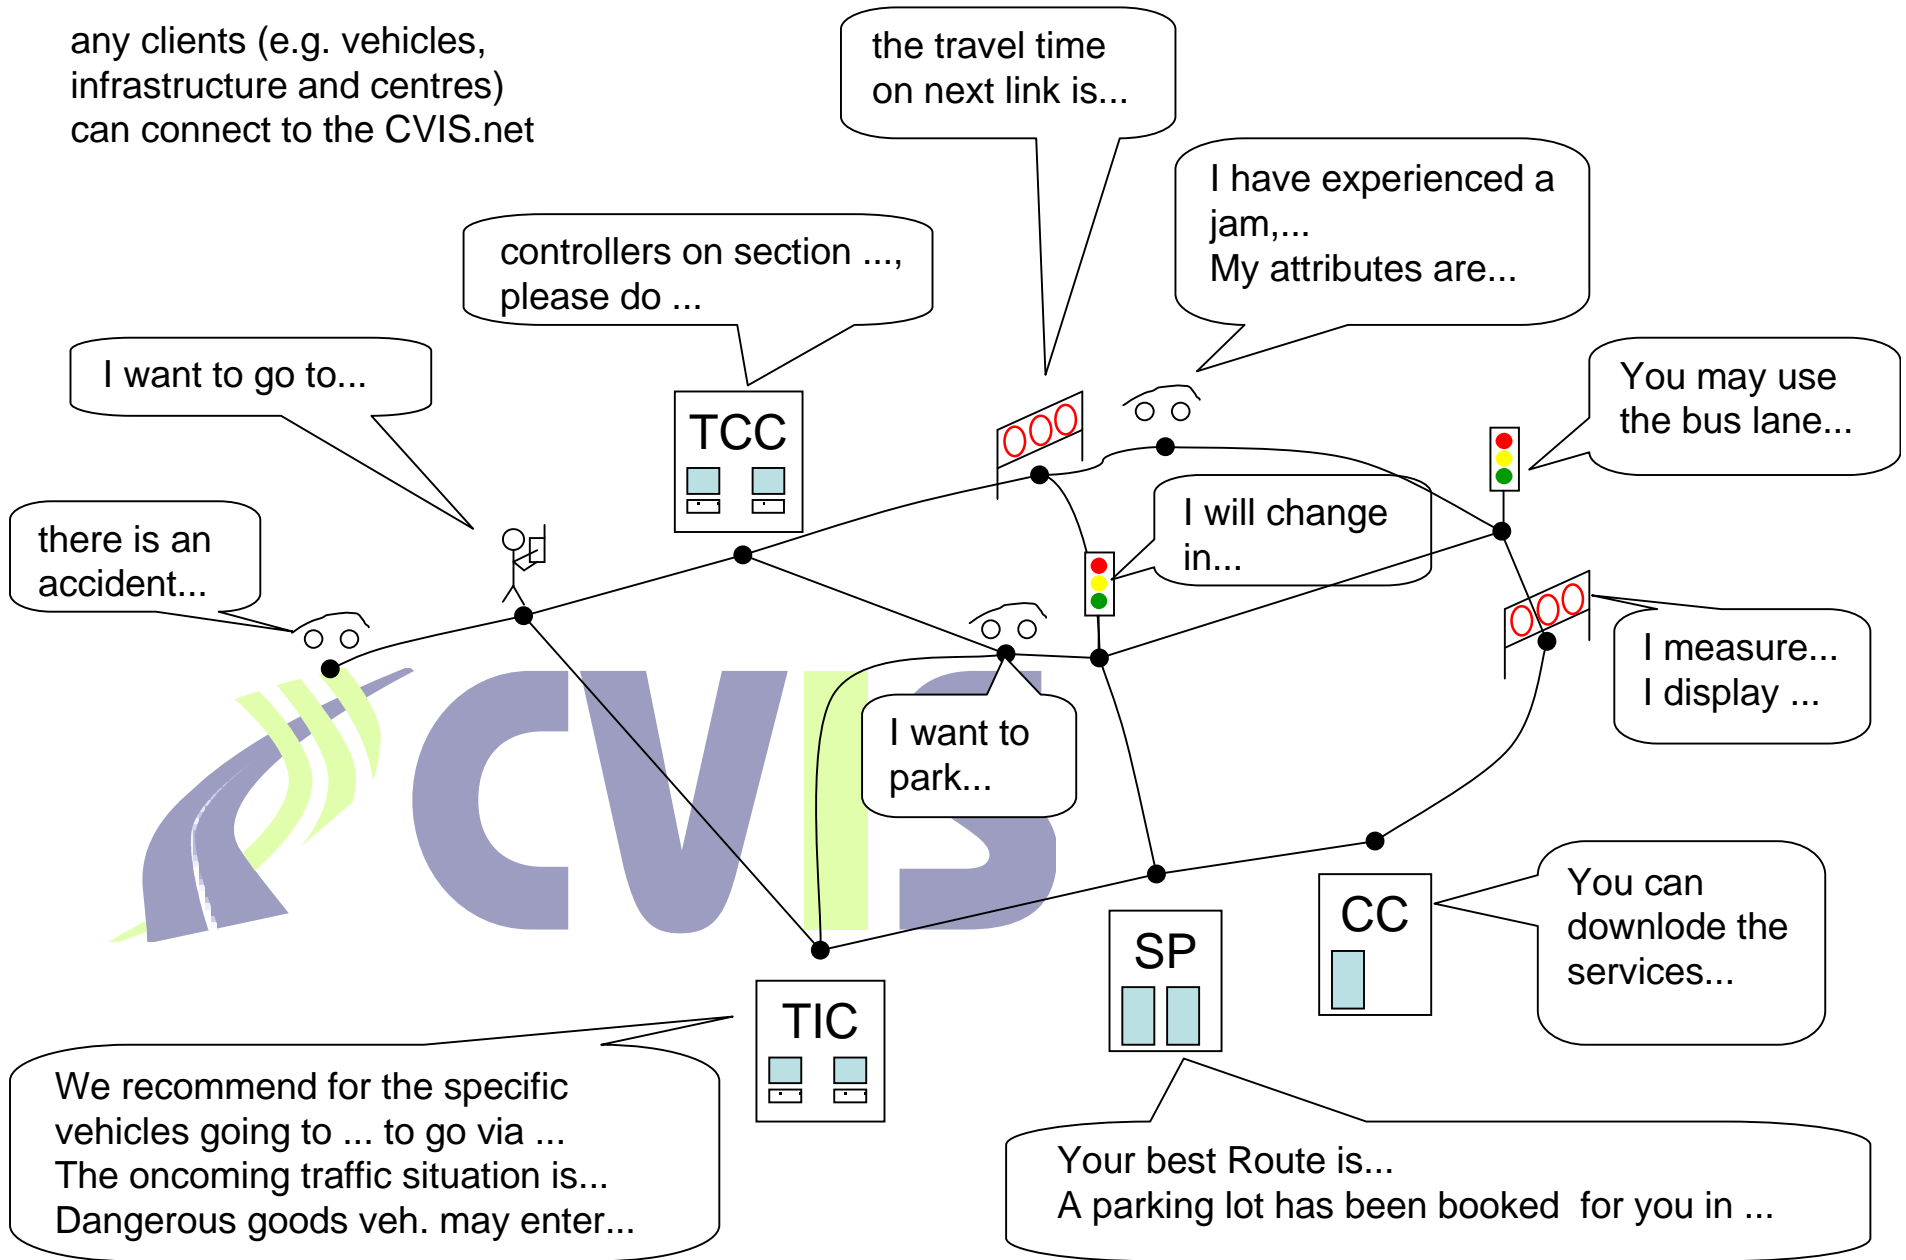 any clients (e.g. vehicles,
infrastructure and centres)
can connect to the CVIS.net
the travel time
on next link is...
I have experienced a
jam,...
My attributes are...
controllers on section ...,
please do ...
I want to go to...
You may use
the bus lane...
TCC
I will change
in...
there is an
accident...
I measure...
I display ...
I want to
park...
CVIS
You can
downlode the
services...
CC
SP
TIC
We recommend for the specific
vehicles going to ... to go via ...
The oncoming traffic situation is...
Dangerous goods veh. may enter...
Your best Route is...
A parking lot has been booked  for you in ...